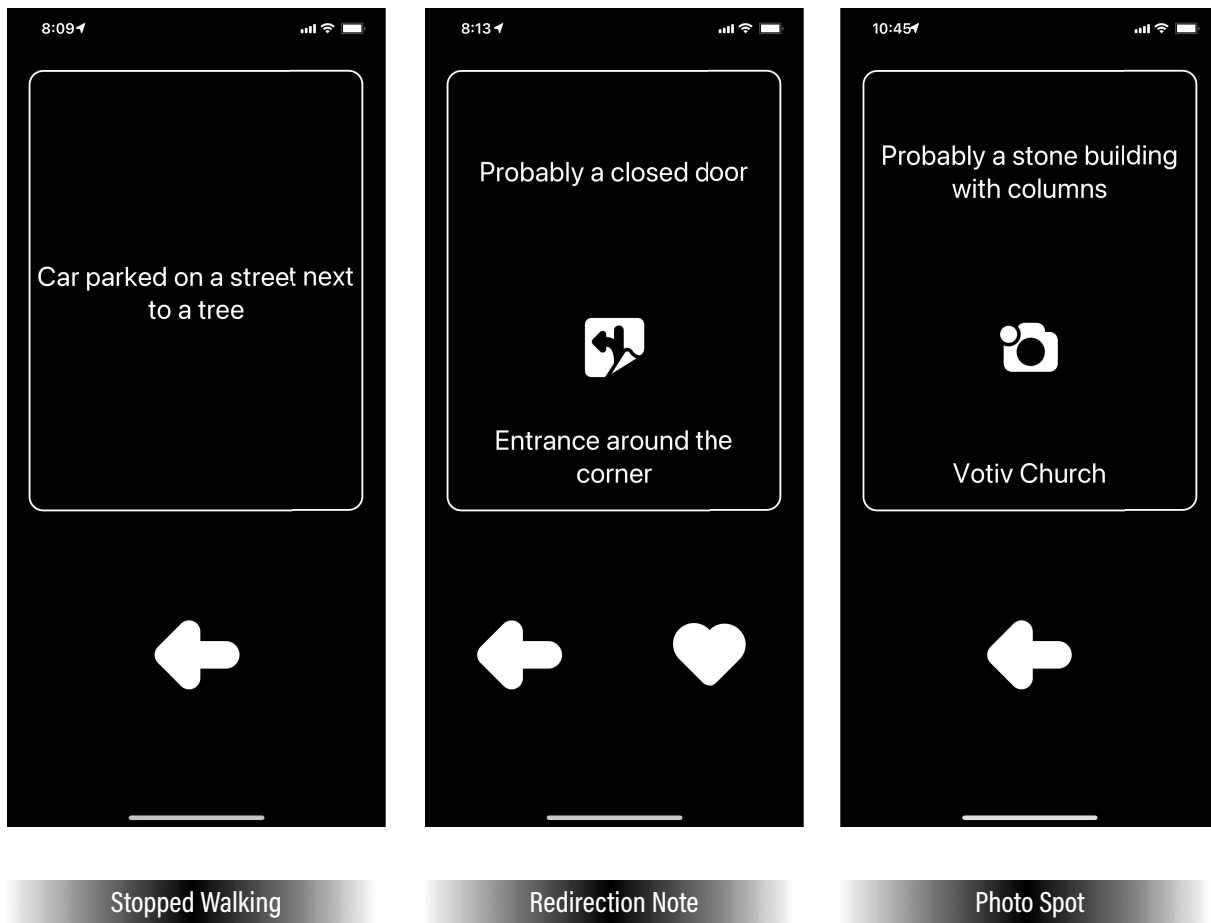 8:09
Car parked on a street next
to a tree
Stopped Walking
8:13
Probably a closed door
Entrance around the
corner
Redirection Note
10:45
Probably a stone building
with columns
Votiv Church
Photo Spot